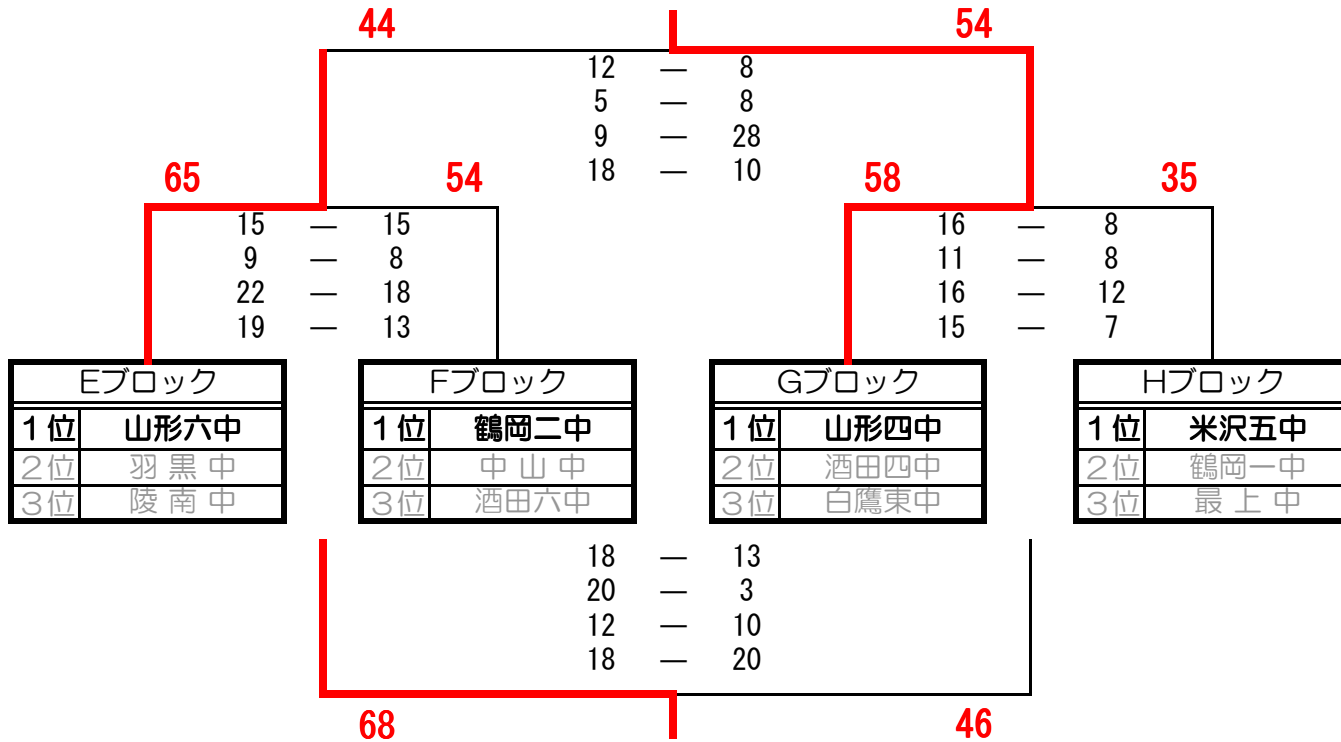 44 54
12 — 8
5 — 8
9 — 28
18 — 10
65 54 58 35
15 — 15 16 — 8
9 — 8 11 — 8
22 — 18 16 — 12
19 — 13 15 — 7
Eブロック Fブロック Gブロック Hブロック
1位 山形六中 1位 鶴岡二中 1位 山形四中 1位 米沢五中
2位 羽黒中 2位 中山中 2位 酒田四中 2位 鶴岡一中
3位 陵南中 3位 酒田六中 3位 白鷹東中 3位 最上中
18 — 13
20 — 3
12 — 10
18 — 20
68 46